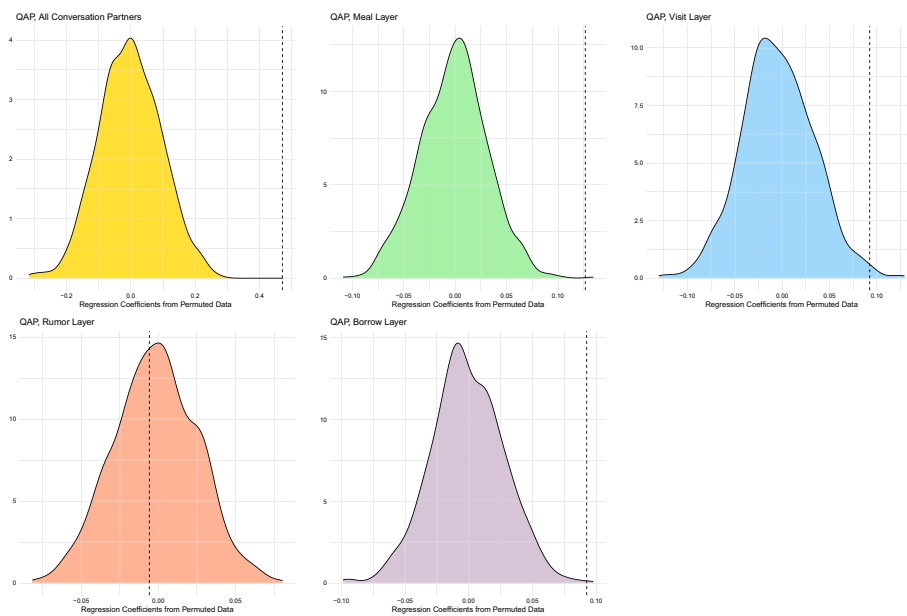 QAP, All Conversation Partners
4
3
2
1
0
−0.2 0.0 0.2 0.4
Regression Coefficients from Permuted Data
QAP, Meal Layer
10
5
0
−0.10 −0.05 0.00 0.05 0.10
Regression Coefficients from Permuted Data
QAP, Visit Layer
10.0
7.5
5.0
2.5
0.0
−0.10 −0.05 0.00 0.05 0.10
Regression Coefficients from Permuted Data
QAP, Rumor Layer
15
10
5
0
−0.05 0.00 0.05
Regression Coefficients from Permuted Data
QAP, Borrow Layer
15
10
5
0
−0.10 −0.05 0.00 0.05 0.10
Regression Coefficients from Permuted Data